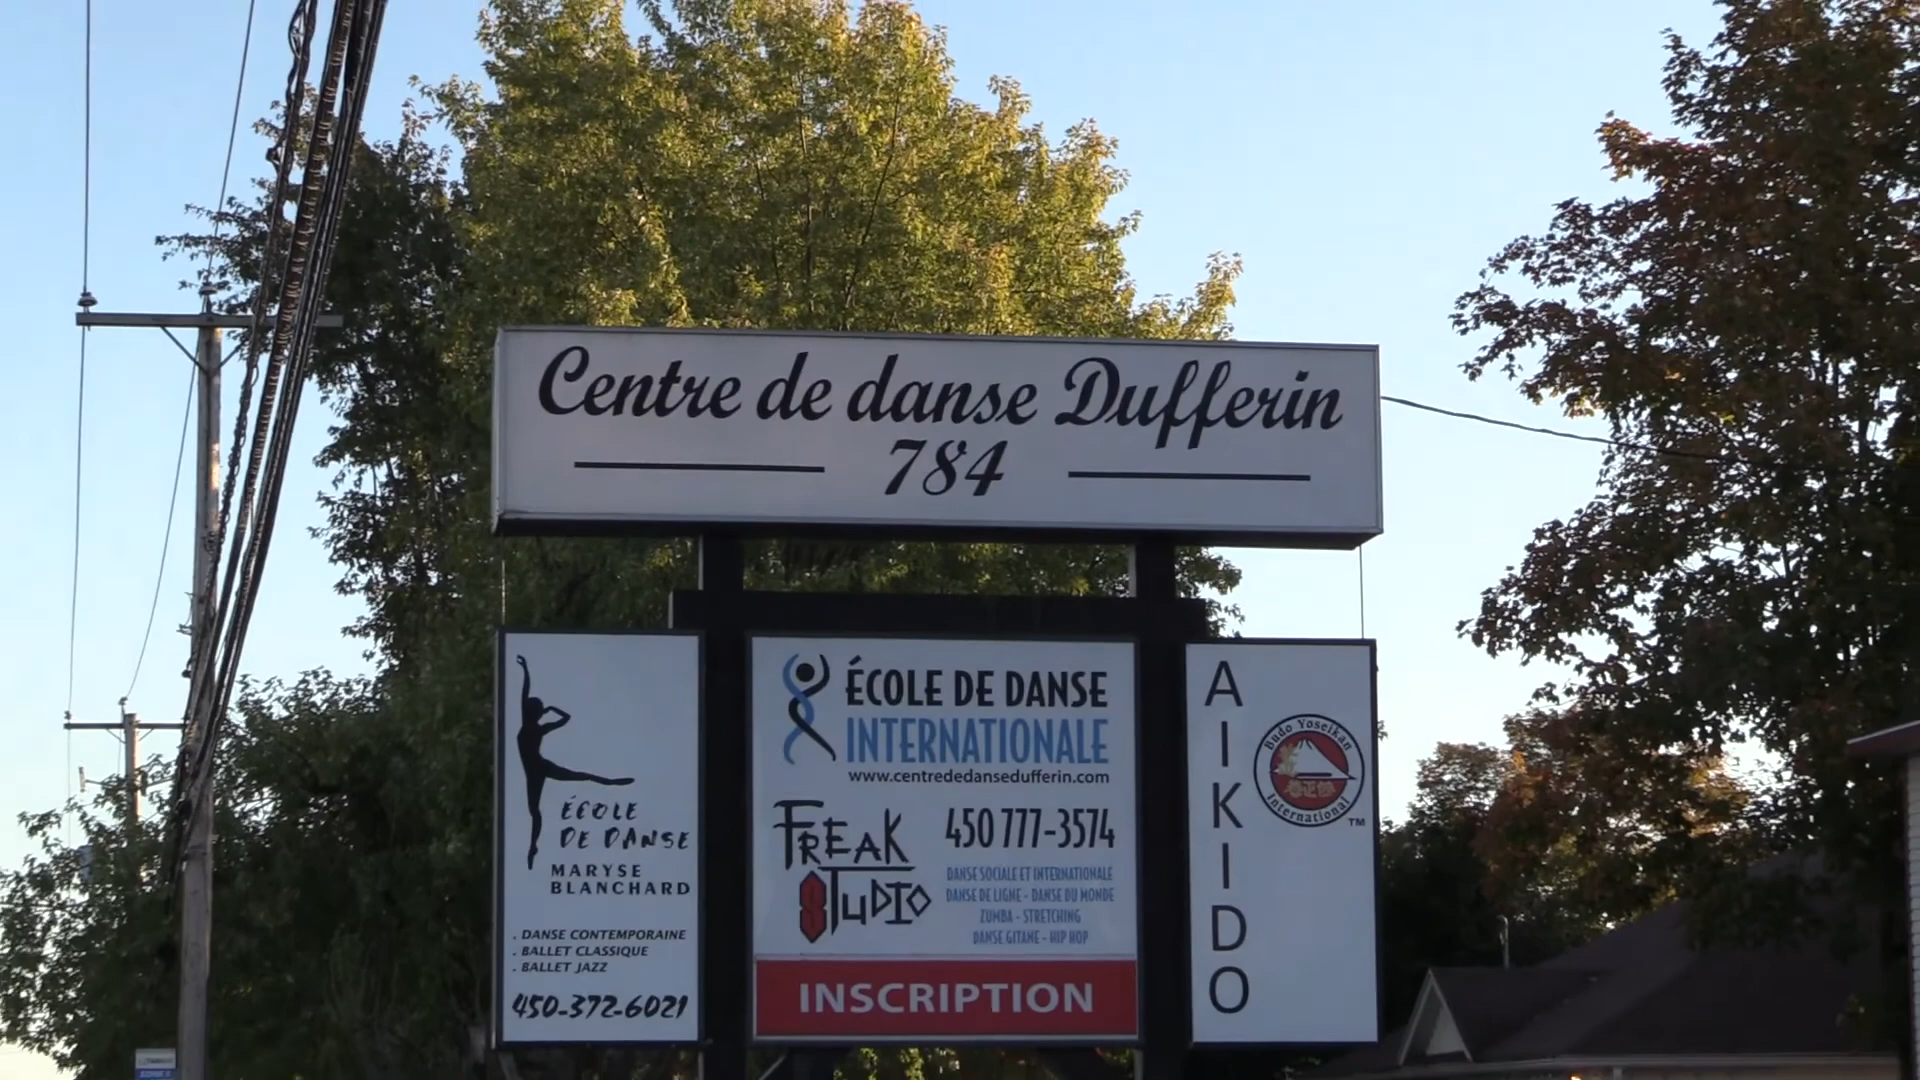 Centre de danse Dufferin
784
ÉCOLE
DE DANSE
MARYSE
BLANCHARD
. DANSE CONTEMPORAINE
. BALLET CLASSIQUE
. BALLET JAZZ
450-372-6021
ÉCOLE DE DANSE
INTERNATIONALE
www.centrededansedufferin.com
FREAK
STUDIO
450 777-3574
DANSE SOCIALE ET INTERNATIONALE
DANSE DE LIGNE - DANSE DU MONDE
ZUMBA - STRETCHING
DANSE GITANE - HIP HOP
INSCRIPTION
AIKIDO
Budo Yoseikan
International
TM